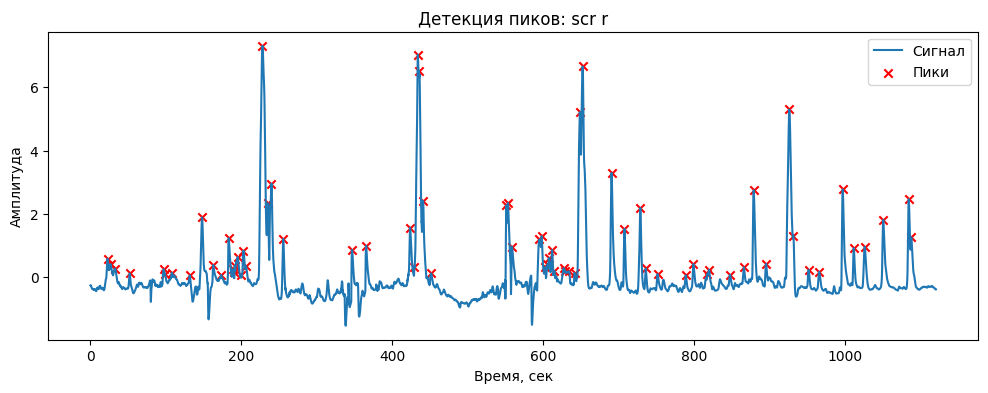 Детекция пиков: scr r
Сигнал
Пики
Амплитуда
6
4
2
0
0
200
400
600
800
1000
Время, сек